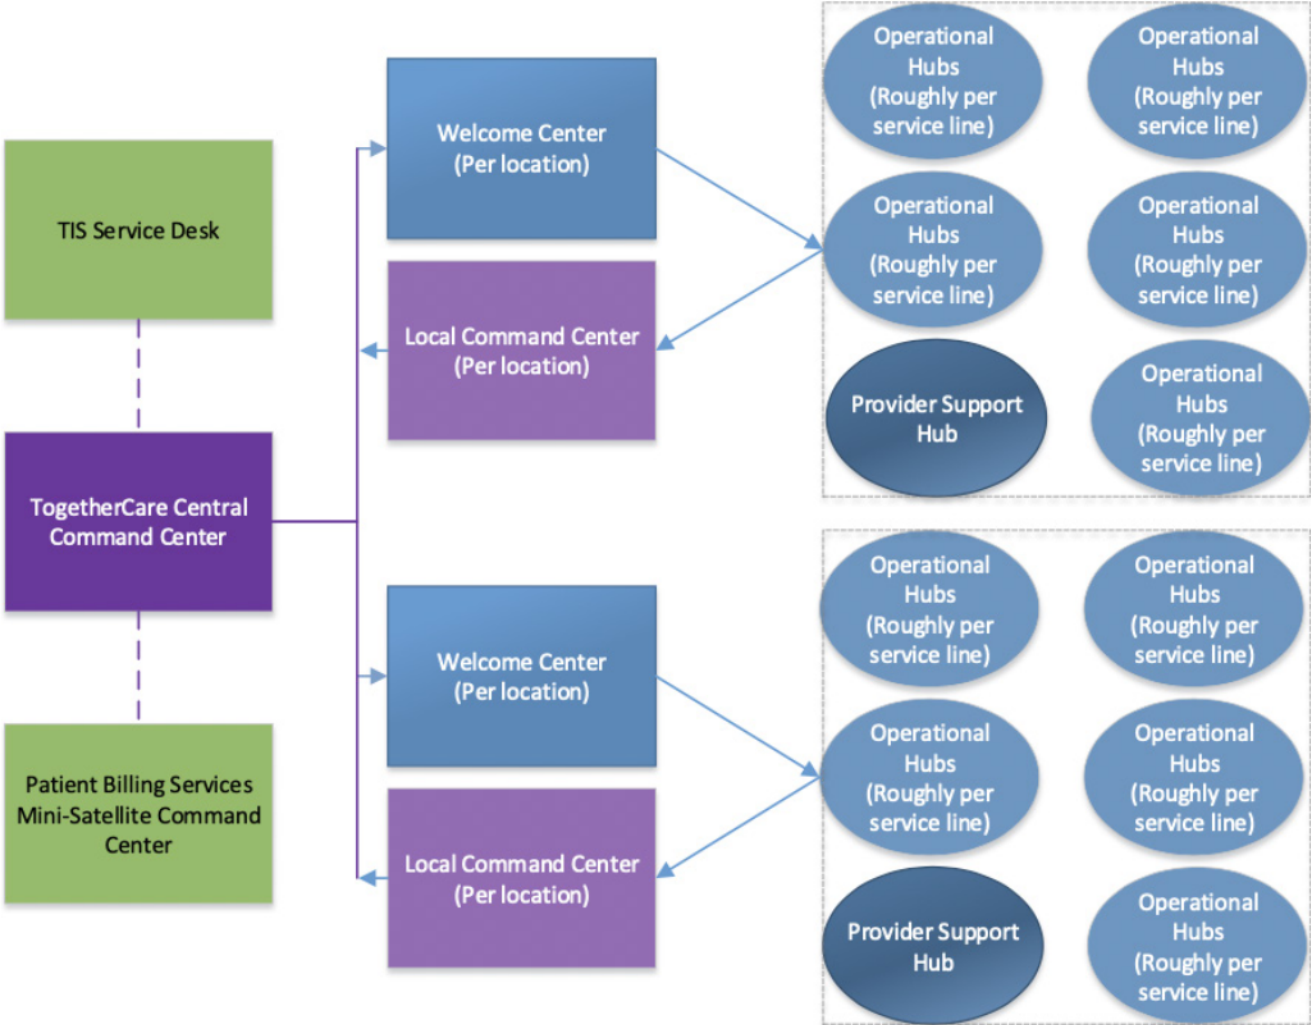 TIS Service Desk
TogetherCare Central
Command Center
Patient Billing Services
Mini-Satellite Command
Center
Welcome Center
(Per location)
Local Command Center
(Per location)
Welcome Center
(Per location)
Local Command Center
(Per location)
Operational
Hubs
(Roughly per
service line)
Operational
Hubs
(Roughly per
service line)
Operational
Hubs
(Roughly per
service line)
Operational
Hubs
(Roughly per
service line)
Provider Support
Hub
Operational
Hubs
(Roughly per
service line)
Operational
Hubs
(Roughly per
service line)
Operational
Hubs
(Roughly per
service line)
Operational
Hubs
(Roughly per
service line)
Operational
Hubs
(Roughly per
service line)
Provider Support
Hub
Operational
Hubs
(Roughly per
service line)